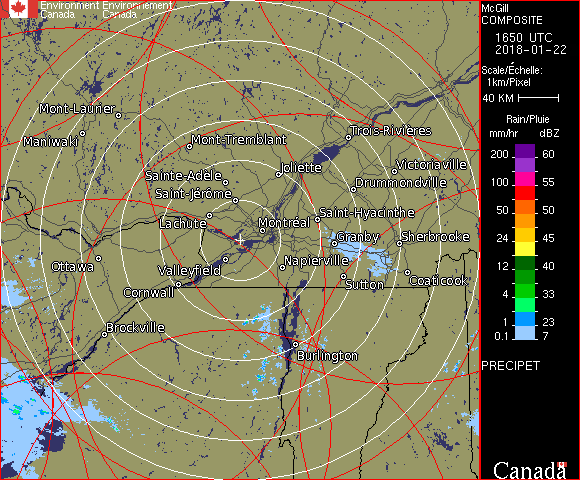 Environment Environnement
Canada Canada
McGill
COMPOSITE
1650 UTC
2018-01-22
Scale/Échelle:
1km/Pixel
40 KM
Rain/Pluie
mm/hr dBZ
200 60
100 55
50 50
24 45
12 40
4 33
1 23
0.1 7
PRECIPET
Canada
Mont-Laurier
Maniwaki
Mont-Tremblant
Trois-Rivières
Joliette
Victoriaville
Sainte-Adèle
Drummondville
Saint-Jérôme
Saint-Hyacinthe
Lachute
Montréal
Granby
Sherbrooke
Ottawa
Valleyfield
Napierville
Cornwall
Sutton
Coaticook
Brockville
Burlington